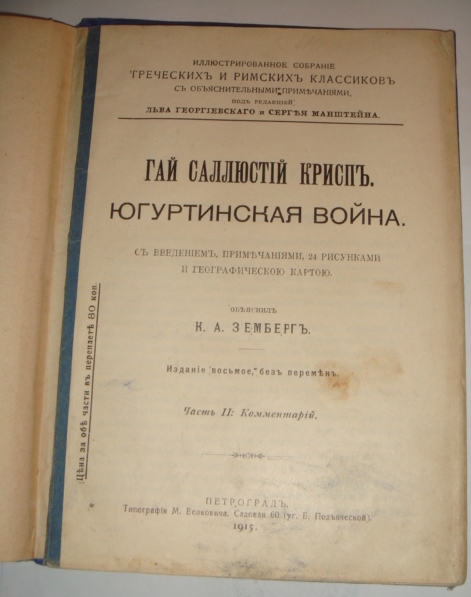 ИЛЛЮСТРИРОВАННОЕ СОБРАНІЕ
ГРЕЧЕСКИХЪ И РИМСКИХЪ КЛАССИКОВЪ
СЪ ОБЪЯСНИТЕЛЬНЫМИ ПРИМѢЧАНІЯМИ,
ПОДЪ РЕДАКЦІЕЙ
ЛЬВА ГЕОРГІЕВСКАГО и СЕРГѢЯ МАНШТЕЙНА.
ГАЙ САЛЛЮСТІЙ КРИСПЪ.
ЮГУРТИНСКАЯ ВОЙНА.
СЪ ВВЕДЕНІЕМЪ, ПРИМѢЧАНІЯМИ, 24 РИСУНКАМИ
И ГЕОГРАФИЧЕСКОЮ КАРТОЮ.
ОБЪЯСНИЛЪ
К. А. ЗЕМБЕРГЪ.
Изданіе восьмое, безъ перемѣнъ.
Часть II: Комментарій.
ПЕТРОГРАДЪ.
Типографія М. Волковича. Садовая 60 (уг. Б. Подъяческой).
1915.
Цѣна за обѣ части въ переплетѣ 80 коп.